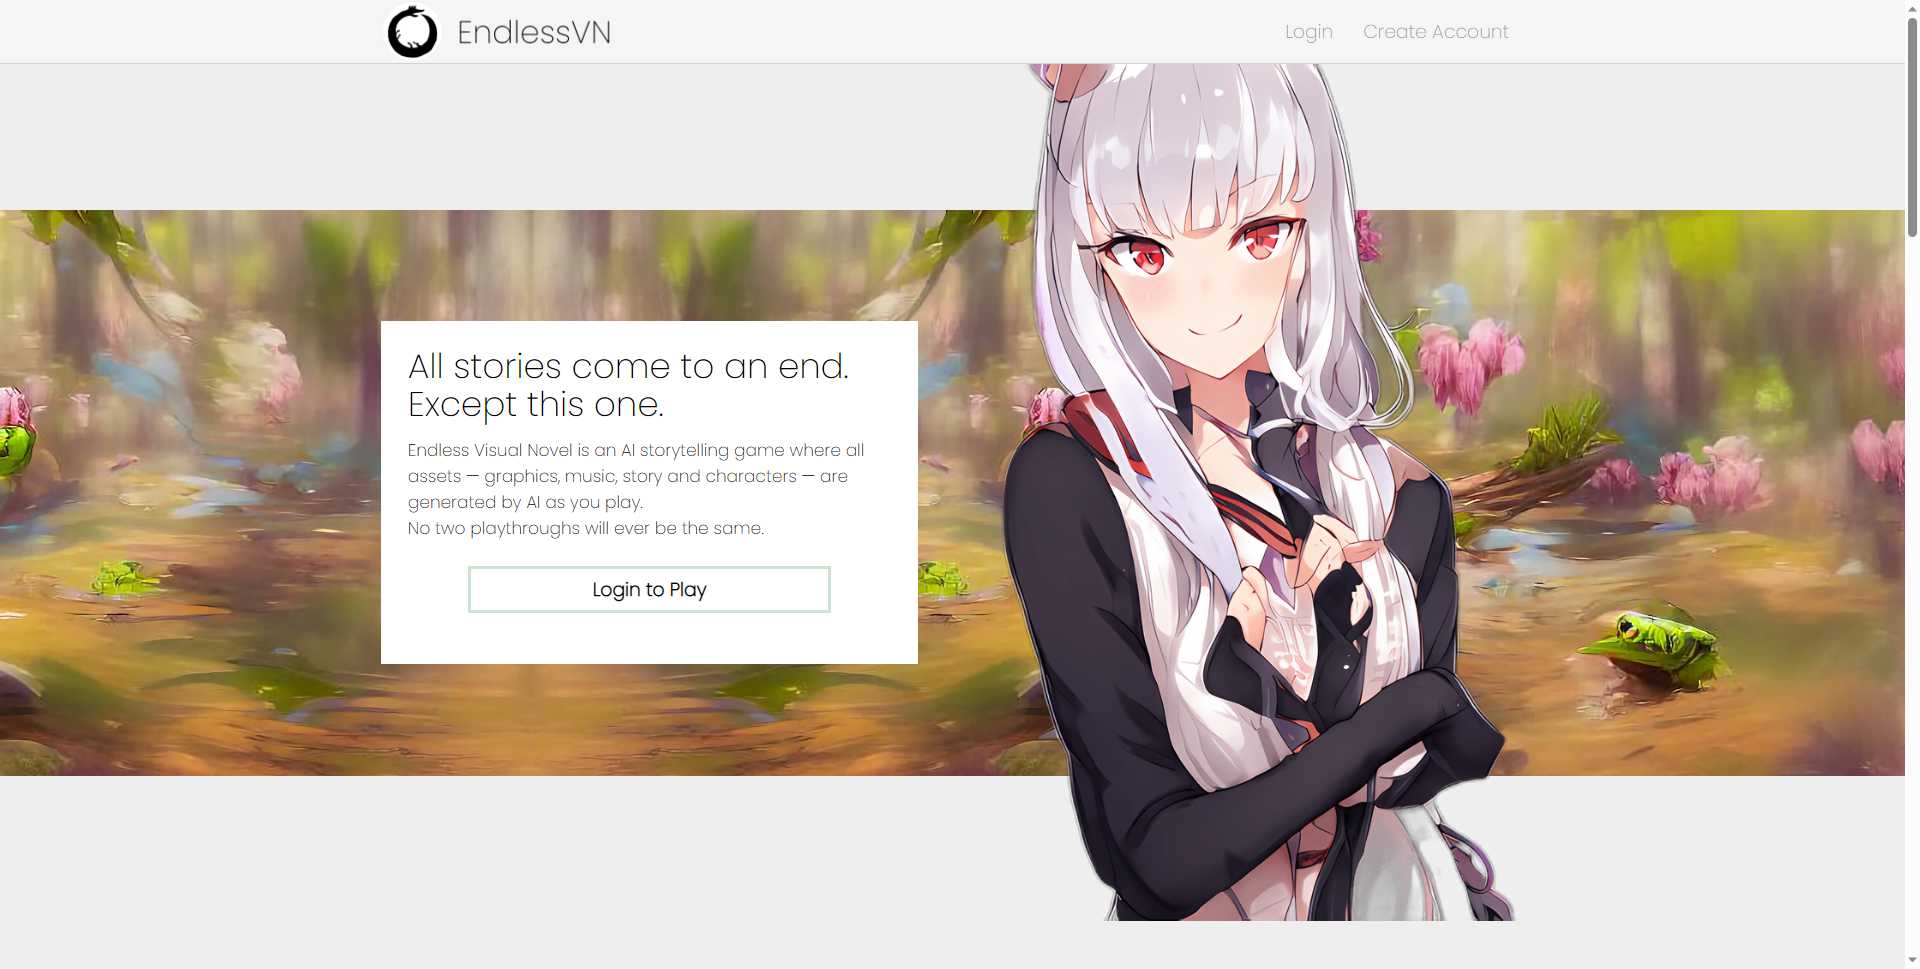 EndlessVN
Login
Create Account
All stories come to an end.
Except this one.
Endless Visual Novel is an AI storytelling game where all
assets — graphics, music, story and characters — are
generated by AI as you play.
No two playthroughs will ever be the same.
Login to Play